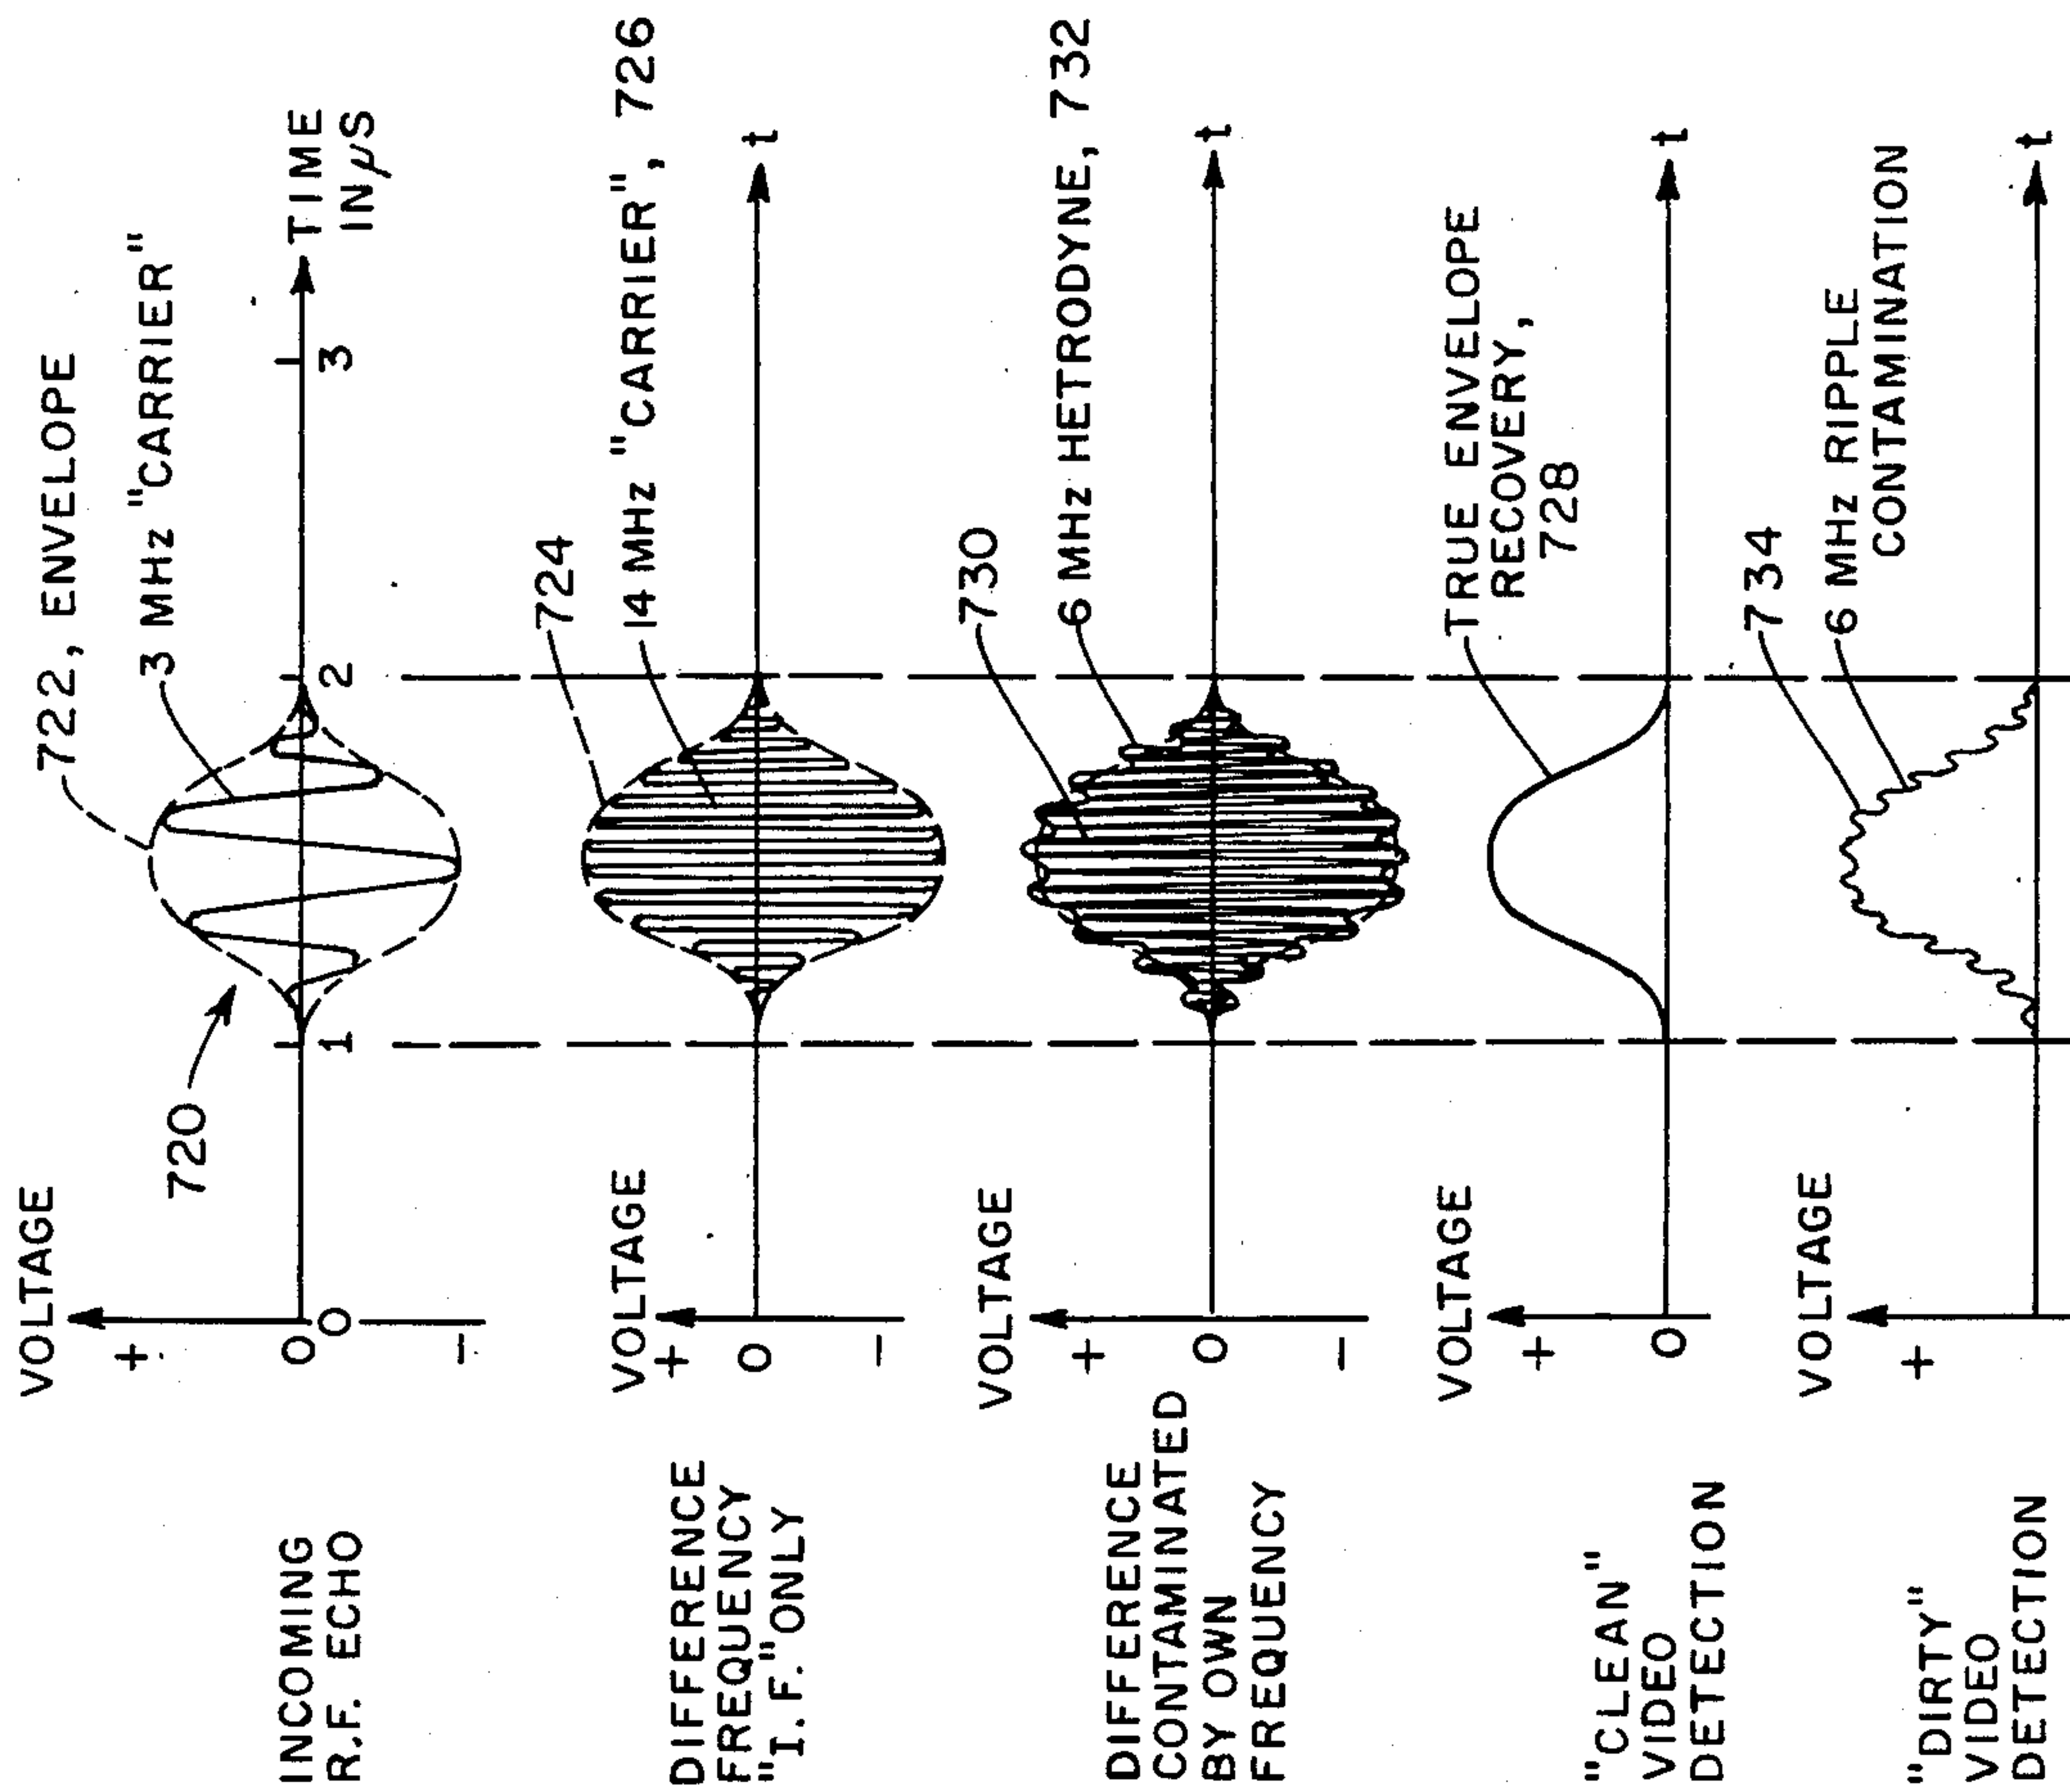 VOLTAGE
+
0
–
0
1
2
3
TIME
IN μS
720
722, ENVELOPE
3 MHz "CARRIER"
INCOMING
R.F. ECHO
VOLTAGE
+
0
–
t
724
14 MHz "CARRIER", 726
DIFFERENCE
FREQUENCY
"I.F." ONLY
VOLTAGE
+
0
–
t
730
6 MHz HETRODYNE, 732
DIFFERENCE
CONTAMINATED
BY OWN
FREQUENCY
VOLTAGE
+
0
t
TRUE ENVELOPE
RECOVERY,
728
"CLEAN"
VIDEO
DETECTION
VOLTAGE
+
t
734
6 MHz RIPPLE
CONTAMINATION
"DIRTY"
VIDEO
DETECTION